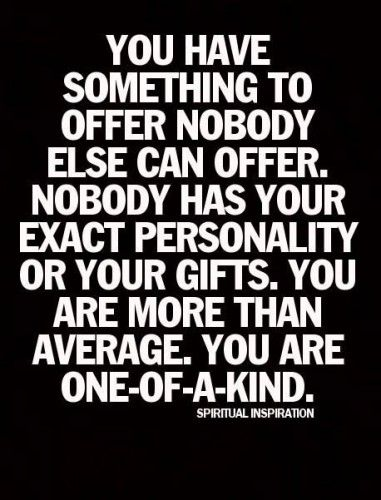 YOU HAVE
SOMETHING TO
OFFER NOBODY
ELSE CAN OFFER.
NOBODY HAS YOUR
EXACT PERSONALITY
OR YOUR GIFTS. YOU
ARE MORE THAN
AVERAGE. YOU ARE
ONE-OF-A-KIND.
SPIRITUAL INSPIRATION